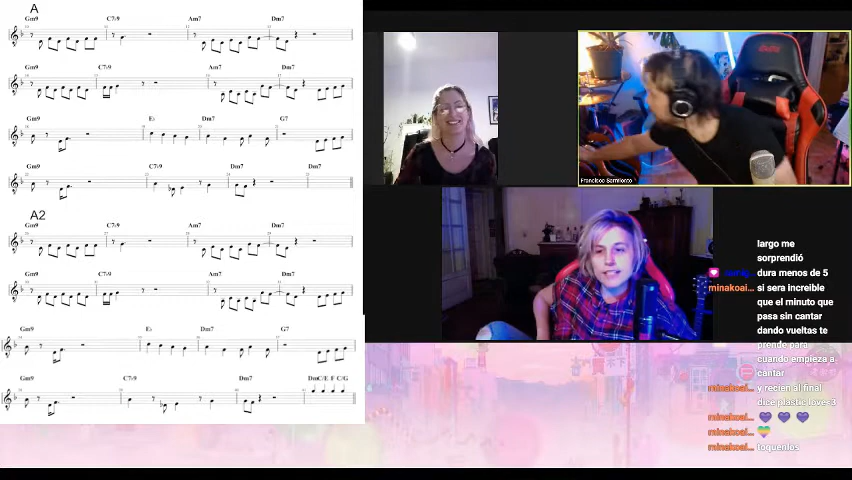 A
Gm9 C7♭9 Am7 Dm7
Gm9 C7♭9 Am7 Dm7
Gm9 E♭ Dm7 G7
Gm9 C7♭9 Dm7
A2
Gm9 C7♭9 Am7 Dm7
Gm9 C7♭9 Am7 Dm7
Gm9 E♭ Dm7 G7
Gm9 C7♭9 Dm7 DmC/E F C/G
Francisco Sarmiento
largo me
sorprendió
dura menos de 5
minakoai... si sera increible
que el minuto que
pasa sin cantar
dando vueltas te
prende para
cuando empieza a
cantar
minakoai... y recien al final
dice plastic love<3
minakoai...
minakoai...
minakoai... toquenlos